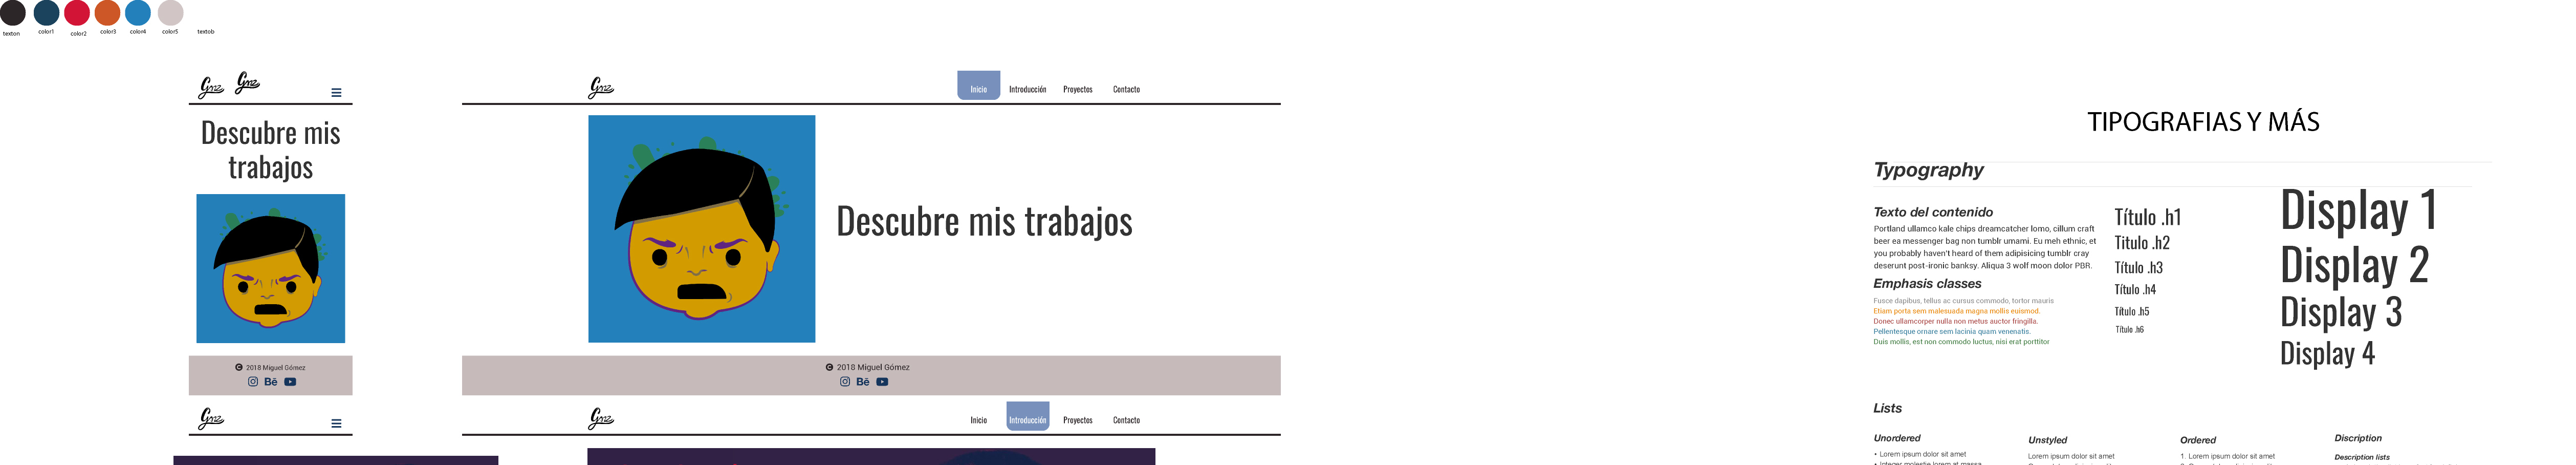 texton
color1
color2
color3
color4
color5
textob
Gmz
Gmz
Descubre mis
trabajos
2018 Miguel Gómez
Bē
Gmz
Gmz
Inicio
Introducción
Proyectos
Contacto
Descubre mis trabajos
2018 Miguel Gómez
Bē
Gmz
Inicio
Introducción
Proyectos
Contacto
TIPOGRAFIAS Y MÁS
Typography
Texto del contenido
Portland ullamco kale chips dreamcatcher lomo, cillum craft
beer ea messenger bag non tumblr umami. Eu meh ethnic, et
you probably haven't heard of them adipisicing tumblr cray
deserunt post-ironic banksy. Aliqua 3 wolf moon dolor PBR.
Emphasis classes
Fusce dapibus, tellus ac cursus commodo, tortor mauris
Etiam porta sem malesuada magna mollis euismod.
Donec ullamcorper nulla non metus auctor fringilla.
Pellentesque ornare sem lacinia quam venenatis.
Duis mollis, est non commodo luctus, nisi erat porttitor
Título .h1
Titulo .h2
Título .h3
Título .h4
Título .h5
Título .h6
Display 1
Display 2
Display 3
Display 4
Lists
Unordered
• Lorem ipsum dolor sit amet
• Integer molestie lorem at massa
Unstyled
Lorem ipsum dolor sit amet
Ordered
1. Lorem ipsum dolor sit amet
Discription
Description lists